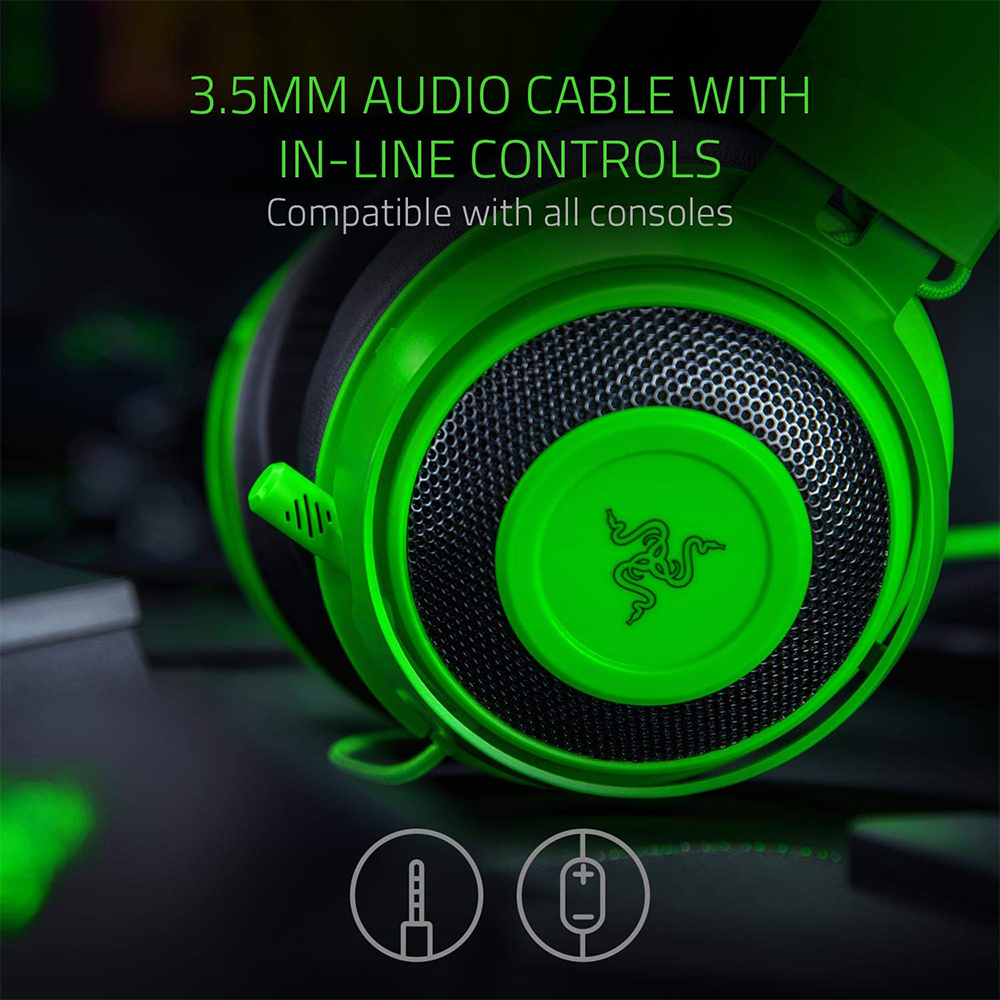 3.5MM AUDIO CABLE WITH
IN-LINE CONTROLS
Compatible with all consoles